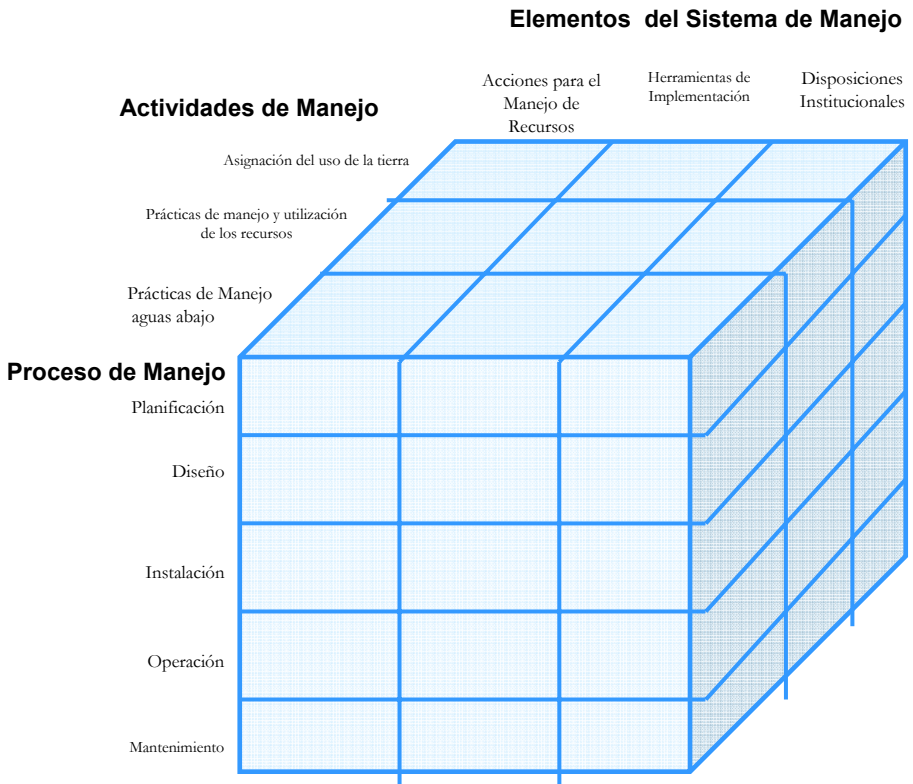 Elementos del Sistema de Manejo
Acciones para el
Manejo de
Recursos
Herramientas de
Implementación
Disposiciones
Institucionales
Actividades de Manejo
Asignación del uso de la tierra
Prácticas de manejo y utilización
de los recursos
Prácticas de Manejo
aguas abajo
Proceso de Manejo
Planificación
Diseño
Instalación
Operación
Mantenimiento